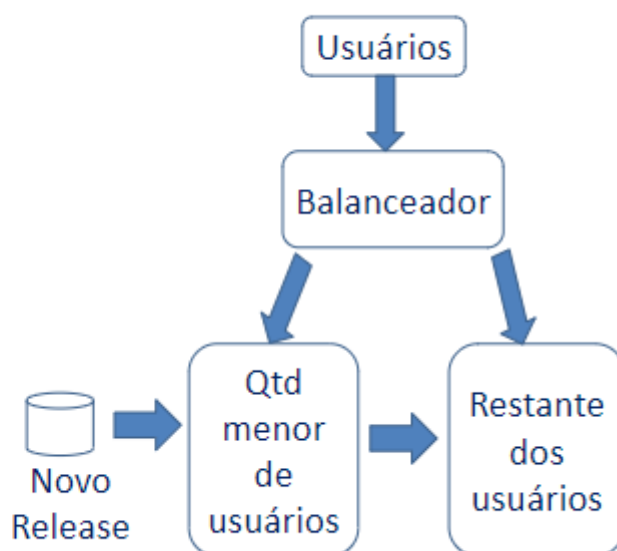 Usuários
Balanceador
Qtd
menor
de
usuários
Restante
dos
usuários
Novo
Release